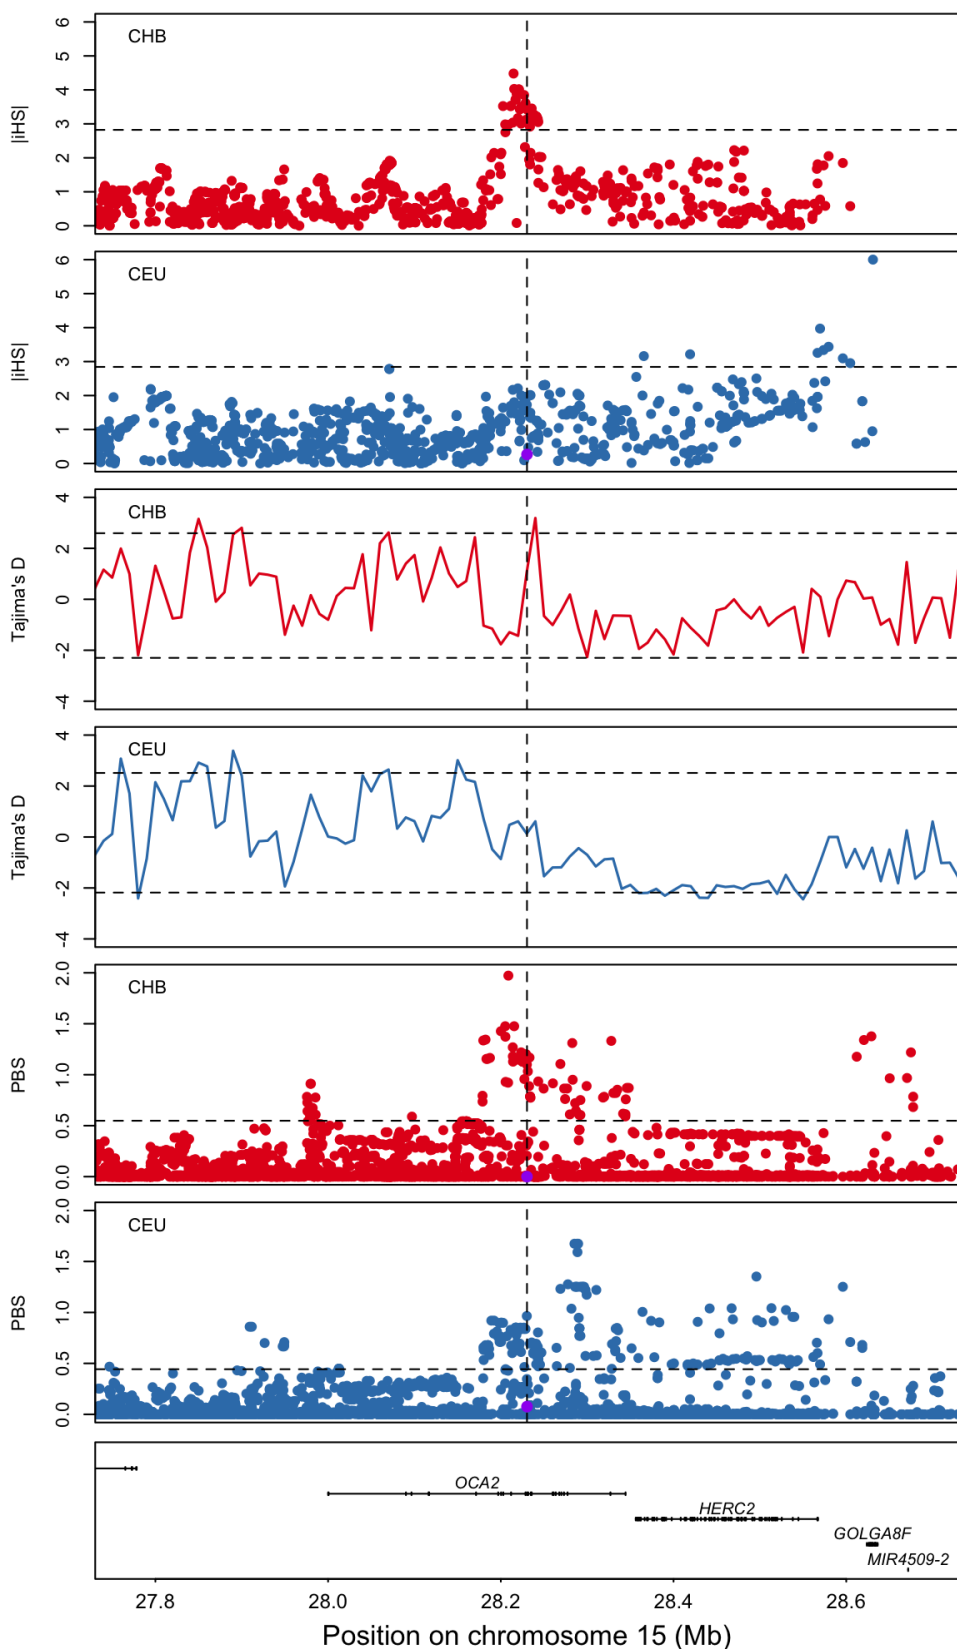 CHB
|iHS|
0 1 2 3 4 5 6
CEU
|iHS|
0 1 2 3 4 5 6
CHB
Tajima's D
-4 -2 0 2 4
CEU
Tajima's D
-4 -2 0 2 4
CHB
PBS
0.0 0.5 1.0 1.5 2.0
CEU
PBS
0.0 0.5 1.0 1.5 2.0
OCA2
HERC2
GOLGA8F
MIR4509-2
27.8 28.0 28.2 28.4 28.6
Position on chromosome 15 (Mb)